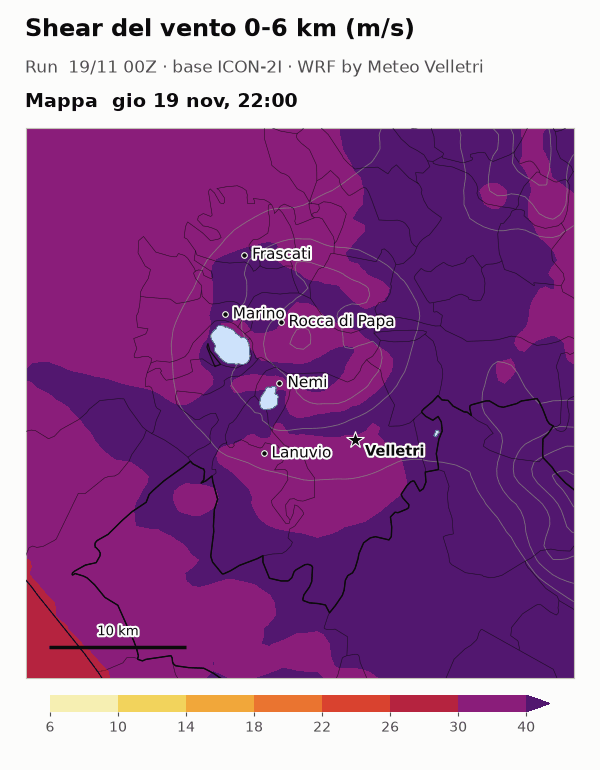 Shear del vento 0-6 km (m/s)
Run  19/11 00Z · base ICON-2I · WRF by Meteo Velletri
Mappa  gio 19 nov, 22:00
Frascati
Marino
Rocca di Papa
Nemi
Velletri
Lanuvio
10 km
6 10 14 18 22 26 30 40